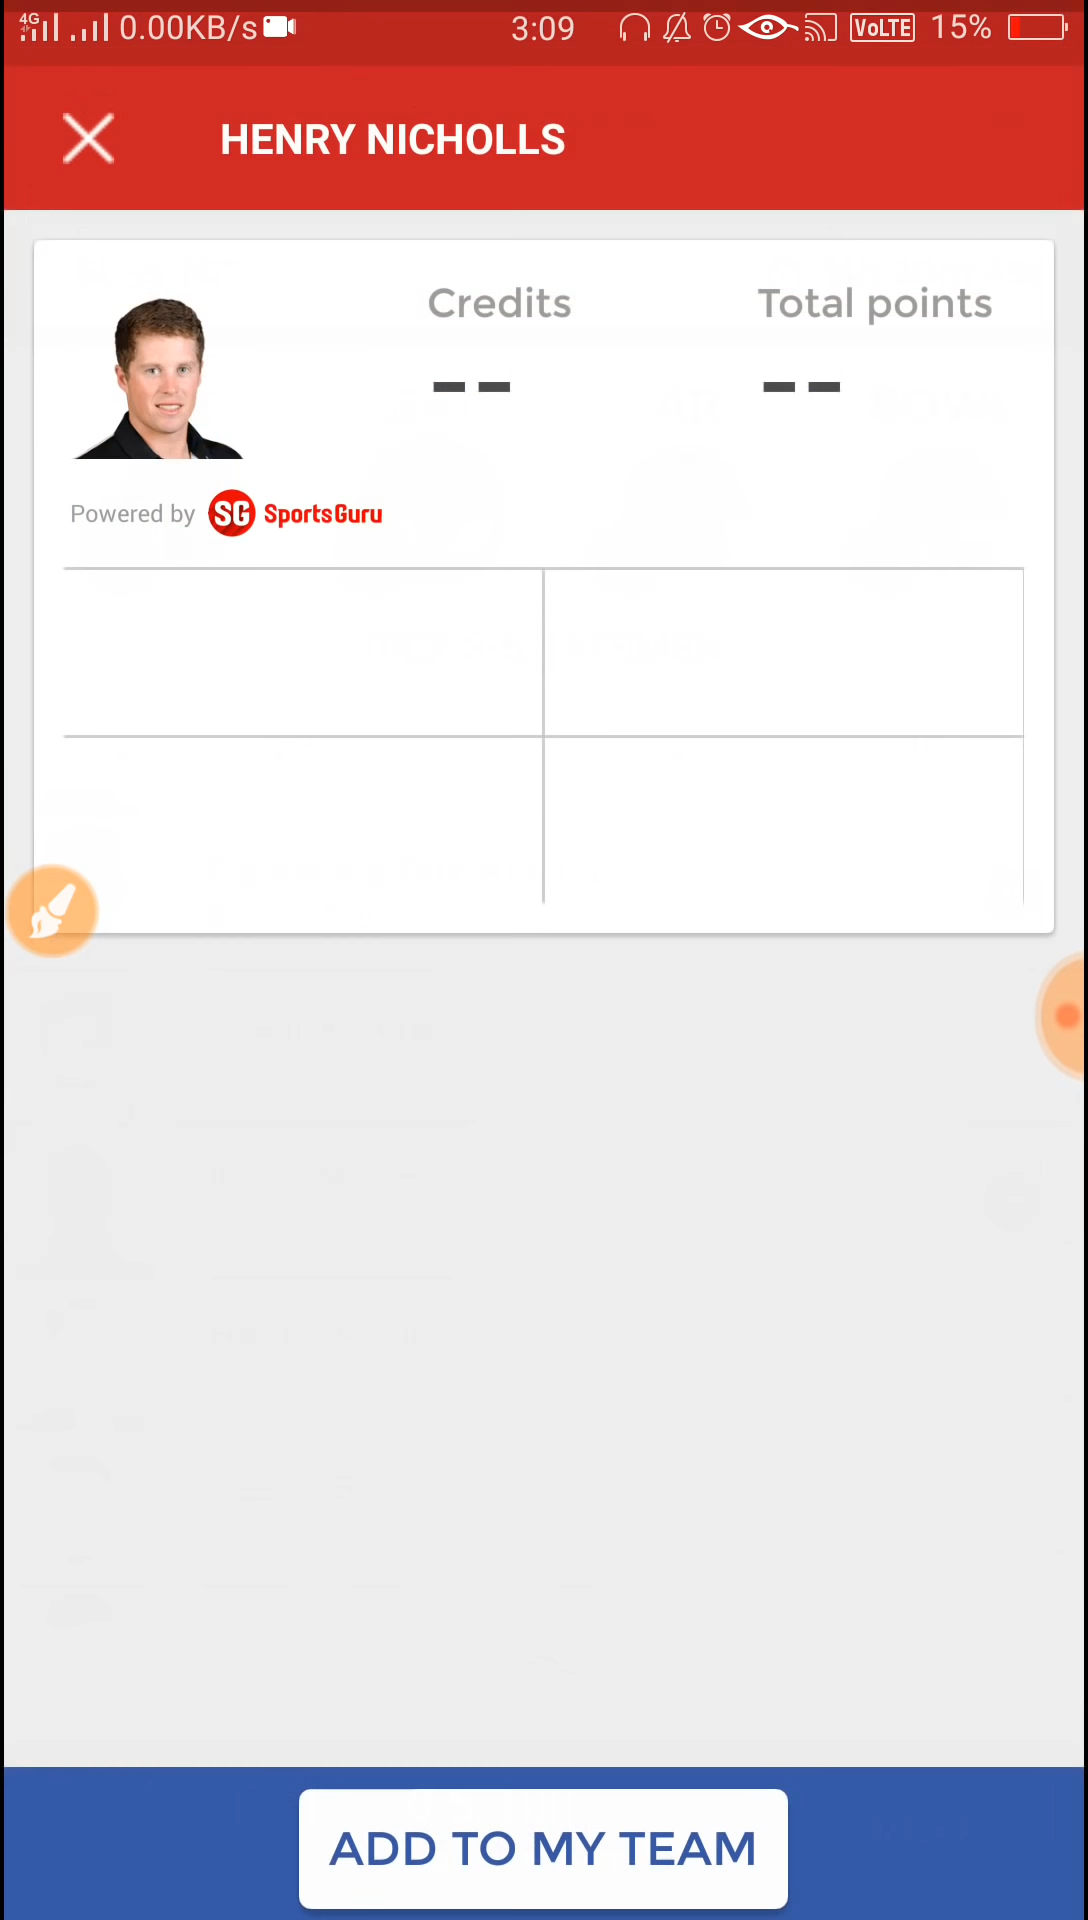 4G 0.00KB/s 3:09 VoLTE 15%
HENRY NICHOLLS
Credits Total points
-- --
Powered by SG SportsGuru
ADD TO MY TEAM